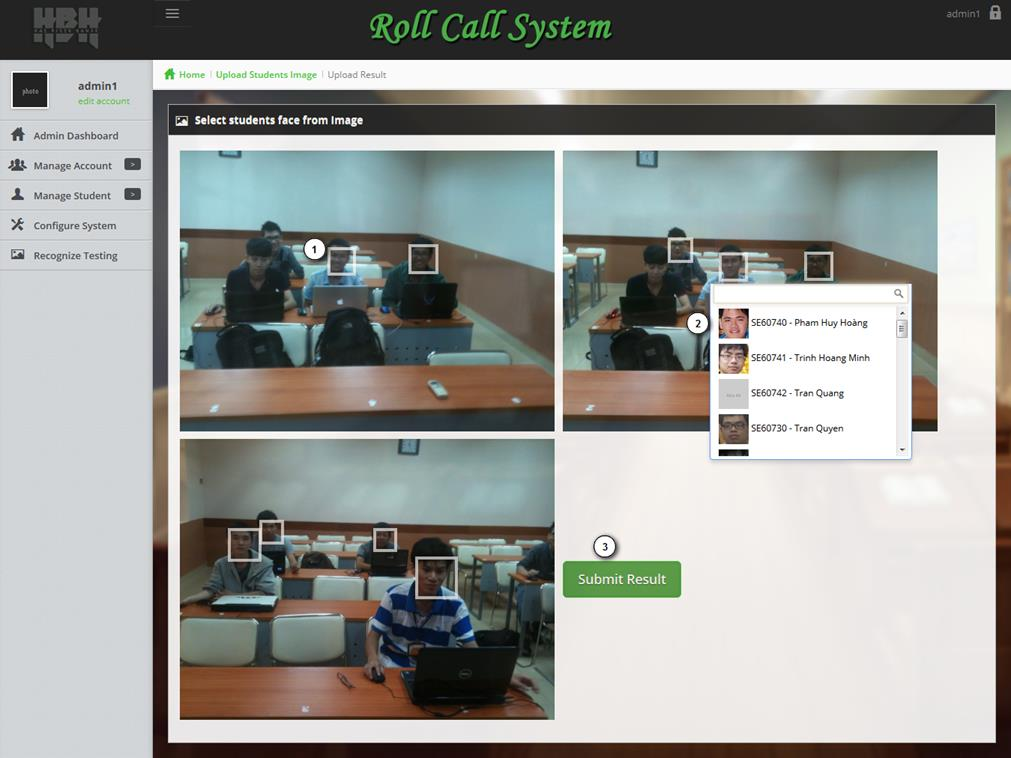 HBH
Roll Call System
admin1
photo
admin1
edit account
Home | Upload Students Image | Upload Result
Admin Dashboard
Manage Account >
Manage Student >
Configure System
Recognize Testing
Select students face from Image
1
2
SE60740 - Pham Huy Hoàng
SE60741 - Trinh Hoang Minh
SE60742 - Tran Quang
SE60730 - Tran Quyen
3
Submit Result